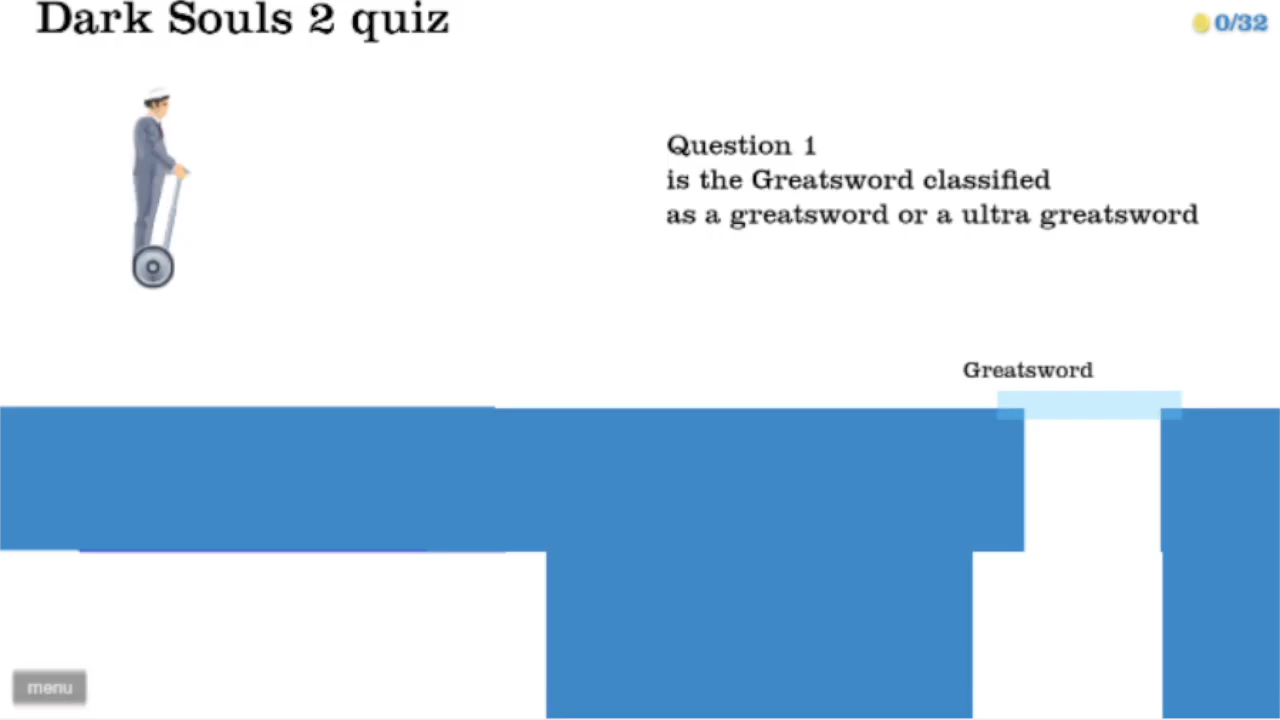 Dark Souls 2 quiz
0/32
Question 1
is the Greatsword classified
as a greatsword or a ultra greatsword
Greatsword
menu